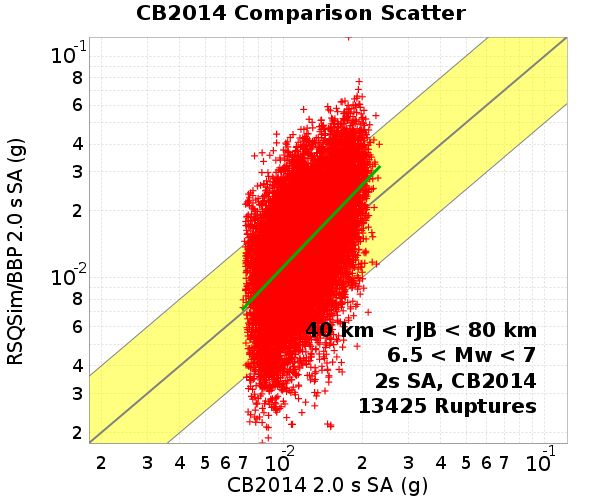 CB2014 Comparison Scatter
RSQSim/BBP 2.0 s SA (g)
10-1
8
6
4
3
2
10-2
8
6
4
3
2
40 km < rJB < 80 km
6.5 < Mw < 7
2s SA, CB2014
13425 Ruptures
2 3 4 5 6 7 10-2 2 3 4 5 6 7 10-1
CB2014 2.0 s SA (g)